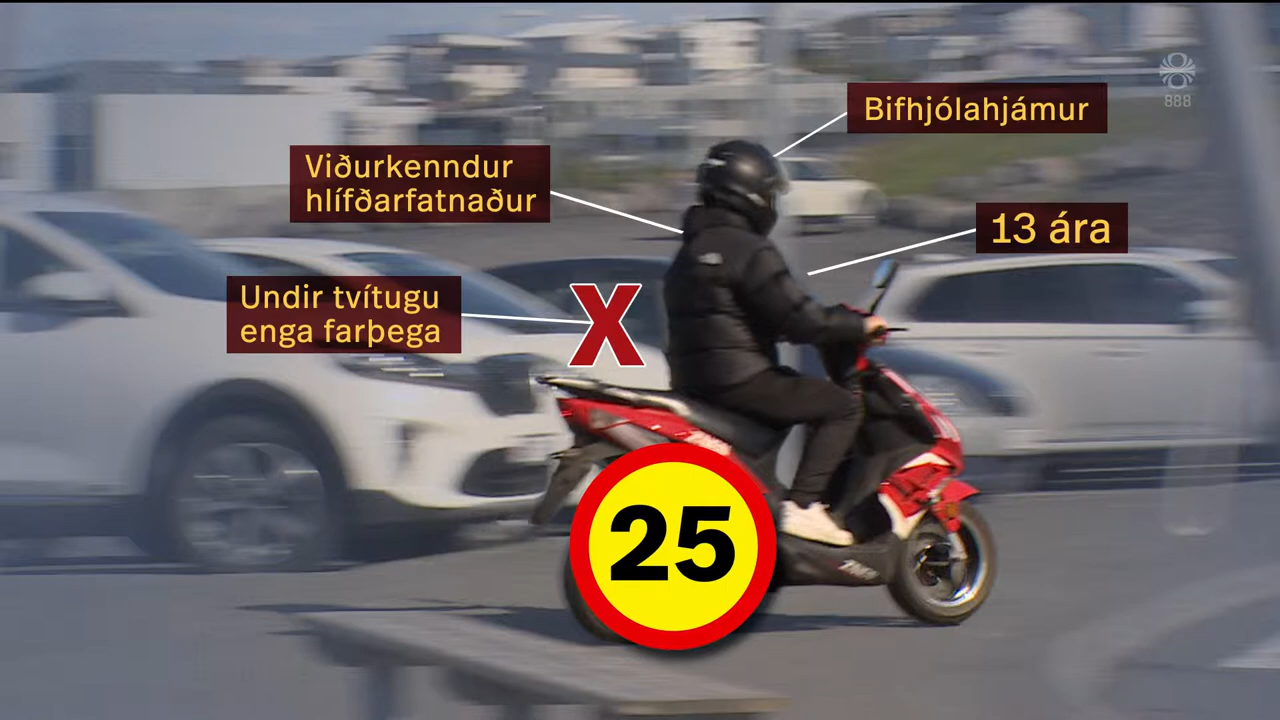 888
Bifhjólahjámur
Viðurkenndur
hlífðarfatnaður
13 ára
Undir tvítugu
enga farþega
X
25